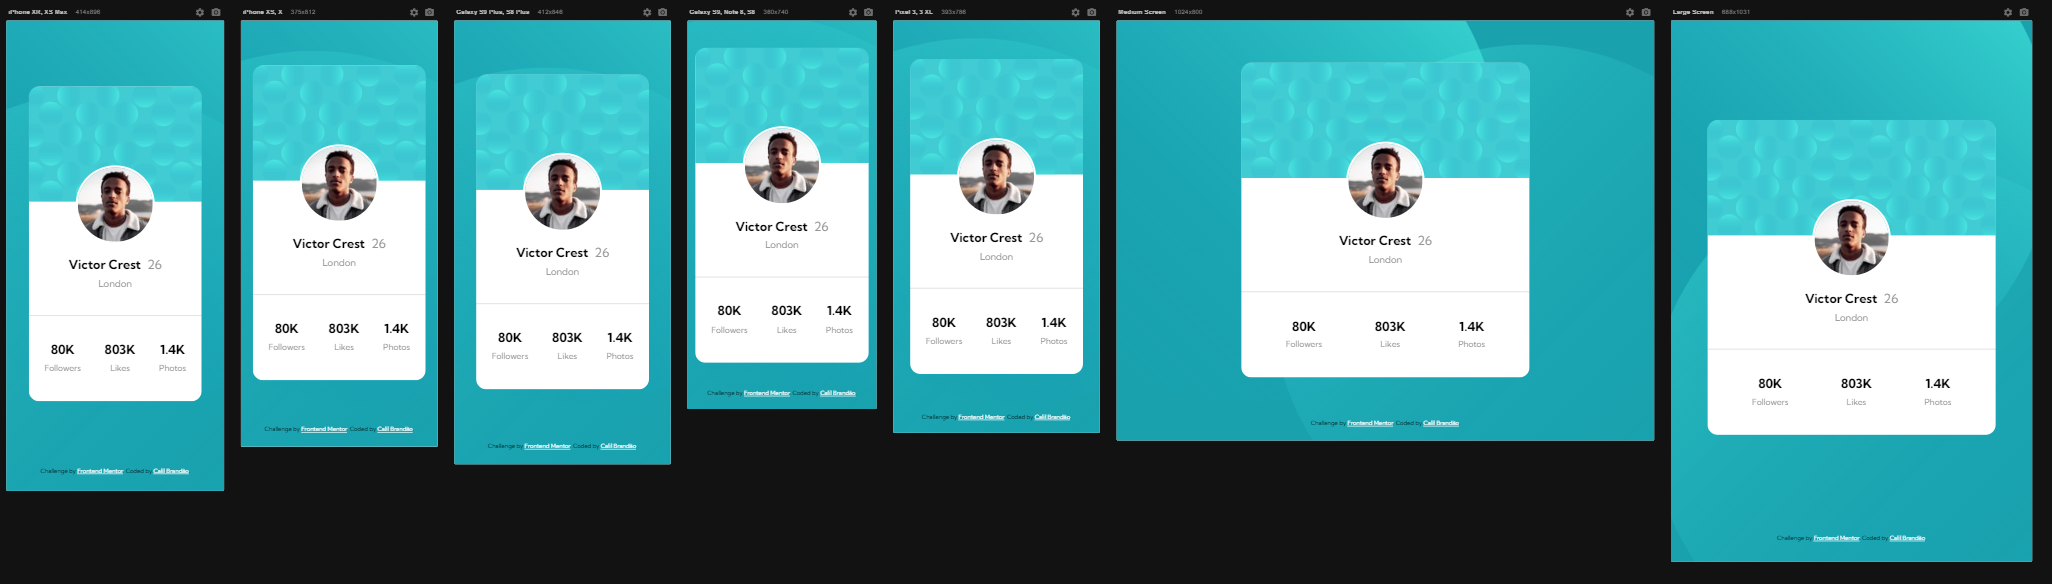 iPhone XR, XS Max 414x896
Victor Crest 26
London
80K 803K 1.4K
Followers Likes Photos
Challenge by Frontend Mentor. Coded by Calil Brandão
iPhone XS, X 375x812
Victor Crest 26
London
80K 803K 1.4K
Followers Likes Photos
Challenge by Frontend Mentor. Coded by Calil Brandão
Galaxy S9 Plus, S8 Plus 412x846
Victor Crest 26
London
80K 803K 1.4K
Followers Likes Photos
Challenge by Frontend Mentor. Coded by Calil Brandão
Galaxy S9, Note 8, S8 360x740
Victor Crest 26
London
80K 803K 1.4K
Followers Likes Photos
Challenge by Frontend Mentor. Coded by Calil Brandão
Pixel 3, 3 XL 393x786
Victor Crest 26
London
80K 803K 1.4K
Followers Likes Photos
Challenge by Frontend Mentor. Coded by Calil Brandão
Medium Screen 1024x800
Victor Crest 26
London
80K 803K 1.4K
Followers Likes Photos
Challenge by Frontend Mentor. Coded by Calil Brandão
Large Screen
Victor Crest 26
London
80K 803K 1.4K
Followers Likes Photos
Challenge by Frontend Mentor. Coded by Calil Brandão